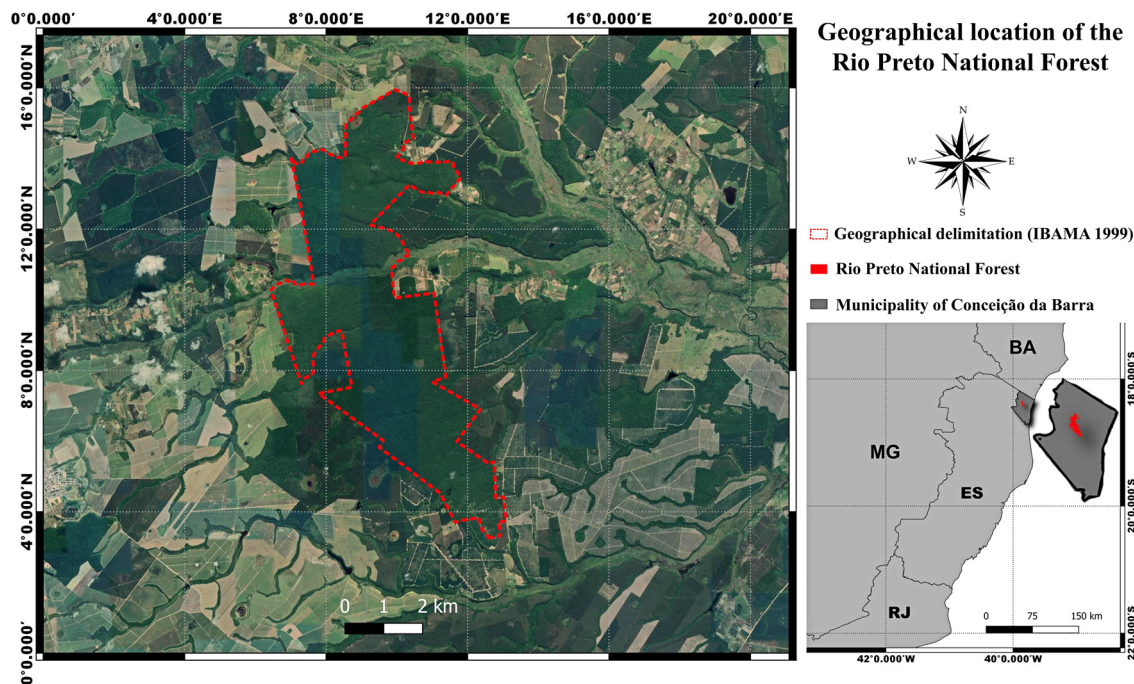 0°0.000′ 4°0.000′E 8°0.000′E 12°0.000′E 16°0.000′E 20°0.000′E
16°0.000′N
12°0.000′N
8°0.000′N
4°0.000′N
0°0.000′
0 1 2 km
Geographical location of the
Rio Preto National Forest
N
W E
S
Geographical delimitation (IBAMA 1999)
Rio Preto National Forest
Municipality of Conceição da Barra
BA
MG
ES
RJ
18°0.000′S
20°0.000′S
22°0.000′S
0 75 150 km
42°0.000′W 40°0.000′W